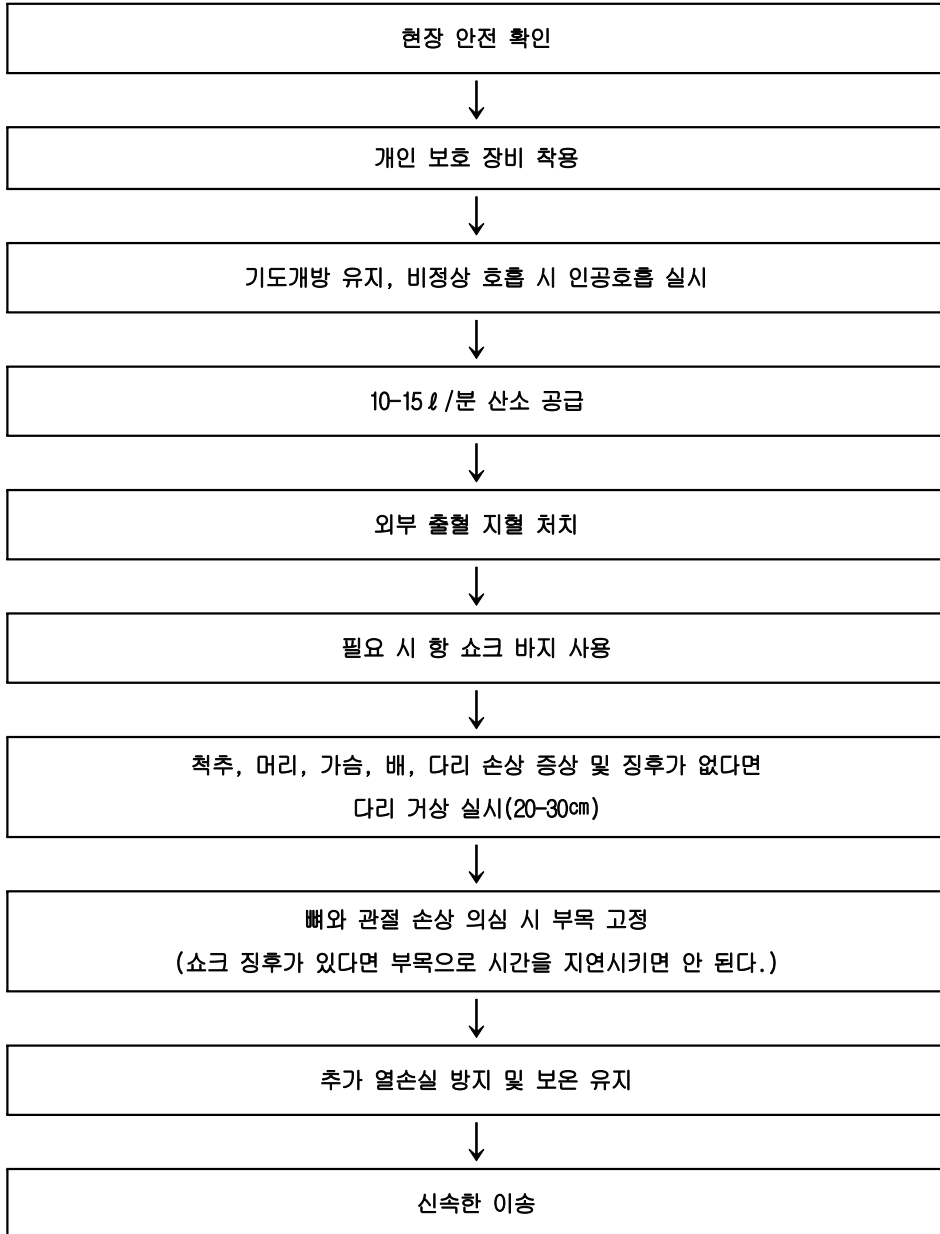 현장 안전 확인
개인 보호 장비 착용
기도개방 유지, 비정상 호흡 시 인공호흡 실시
10-15ℓ/분 산소 공급
외부 출혈 지혈 처치
필요 시 항 쇼크 바지 사용
척추, 머리, 가슴, 배, 다리 손상 증상 및 징후가 없다면
다리 거상 실시(20-30㎝)
뼈와 관절 손상 의심 시 부목 고정
(쇼크 징후가 있다면 부목으로 시간을 지연시키면 안 된다.)
추가 열손실 방지 및 보온 유지
신속한 이송